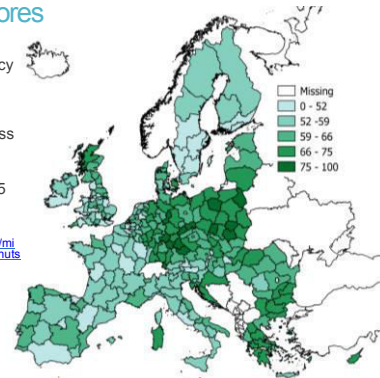 ores
cy
ss
5
/mi
nuts
Missing
0 - 52
52 -59
59 - 66
66 - 75
75 - 100